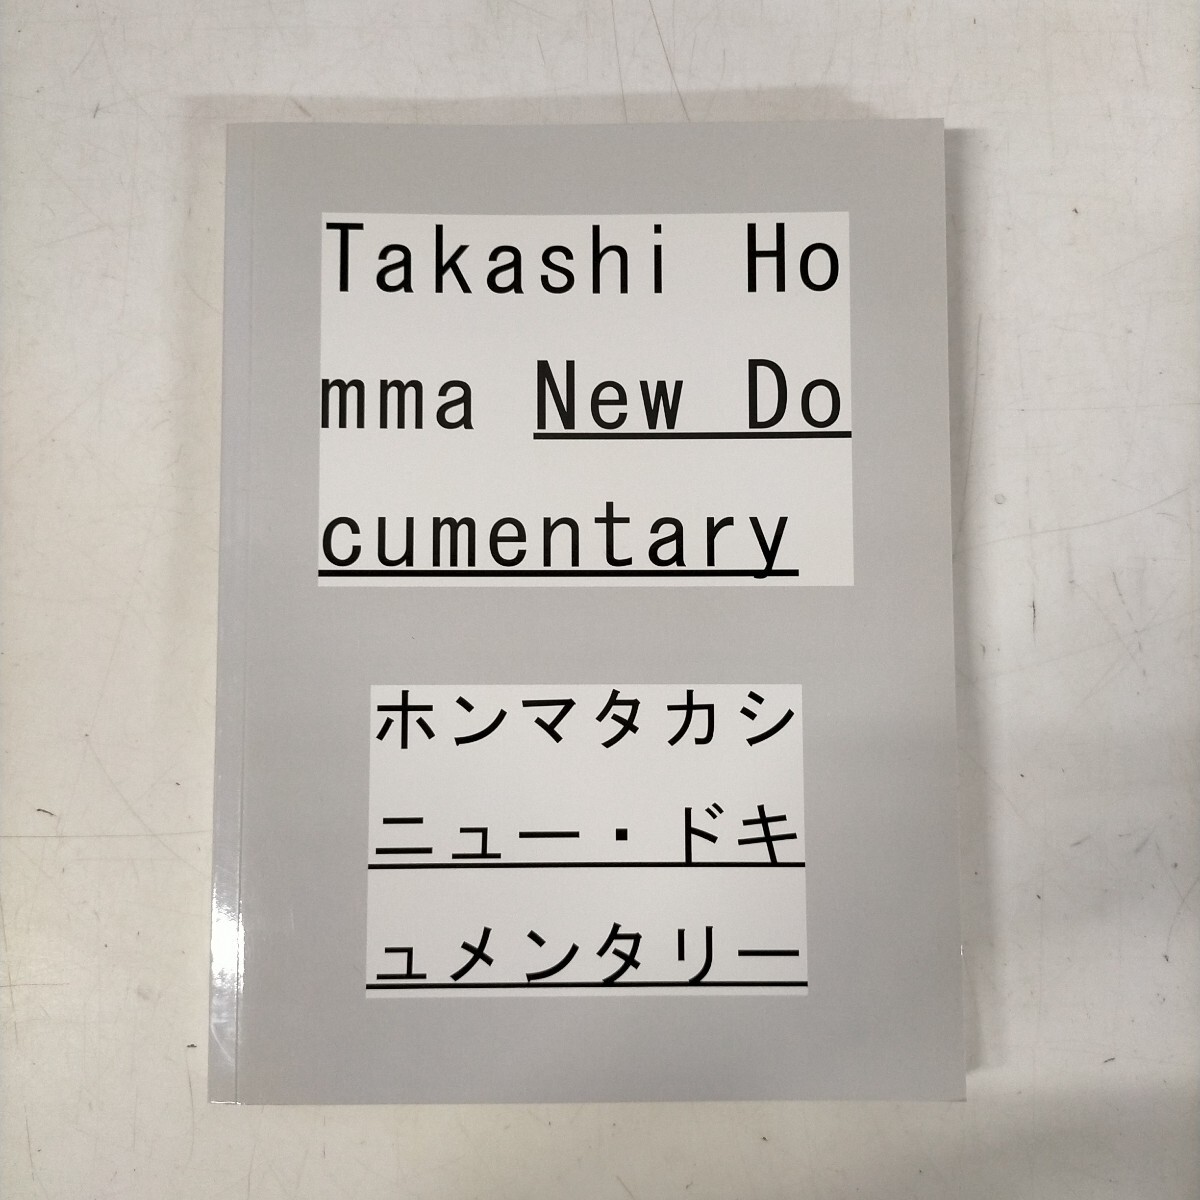 Takashi Ho
mma New Do
cumentary
ホンマタカシ
ニュー・ドキ
ュメンタリー